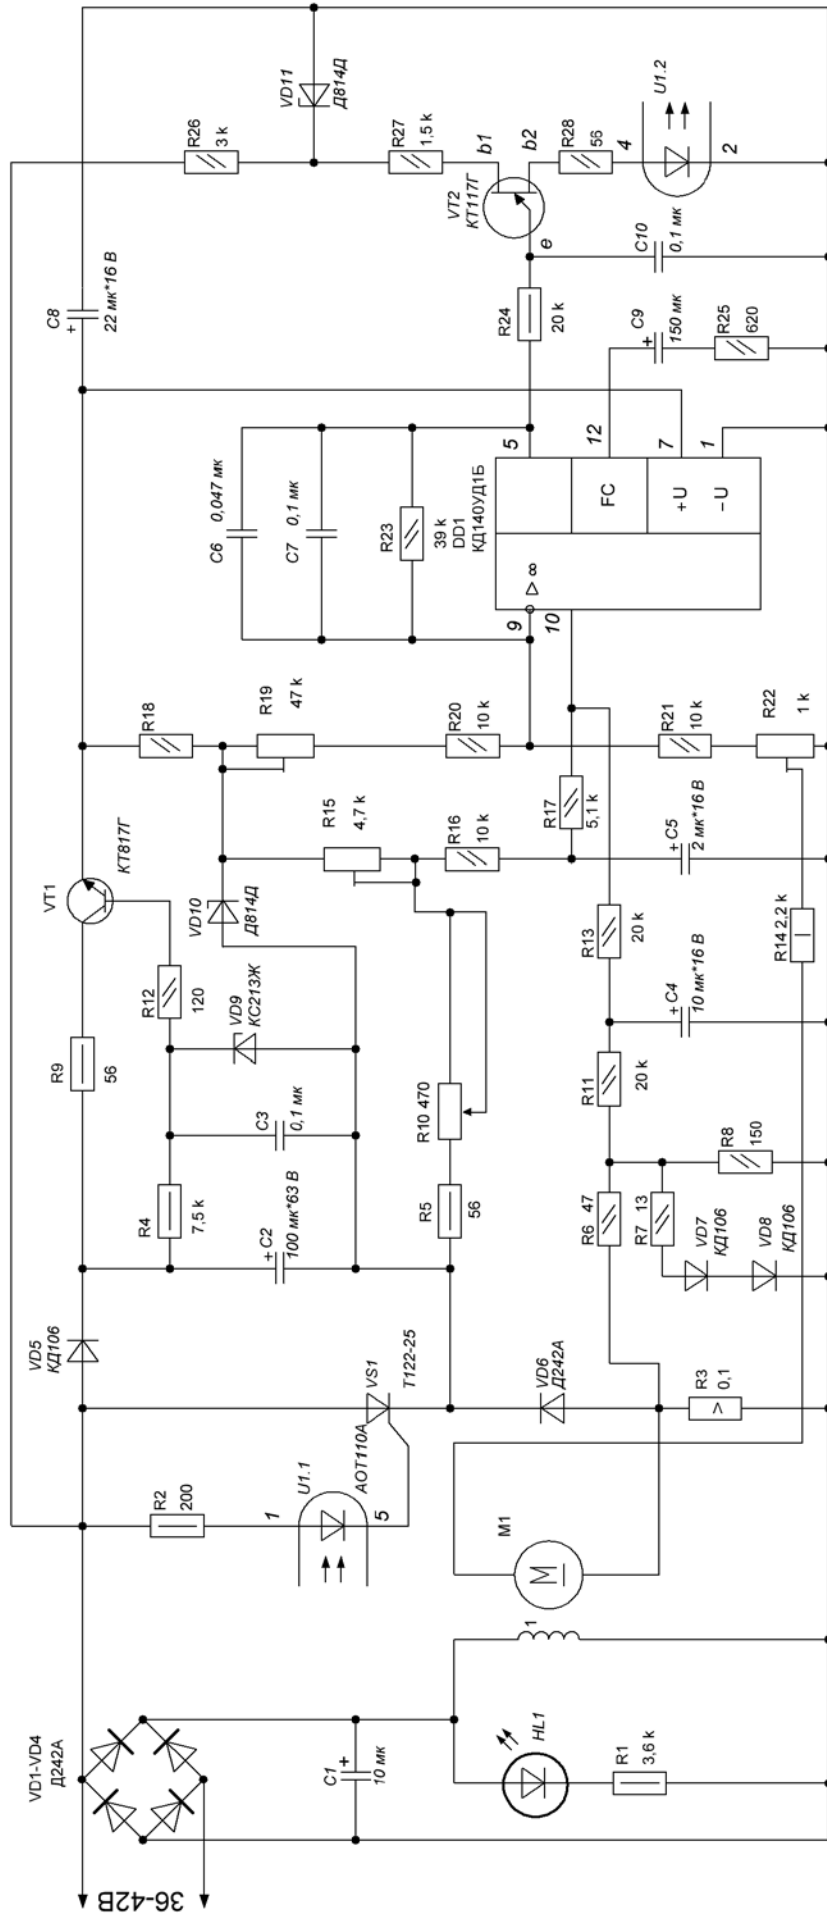 36-42В
VD1-VD4
Д242А
C1
+
10 мк
HL1
R1
3,6 k
1
M1
M
R2
200
1
U1.1
АОТ110А
5
VS1
Т122-25
VD5
КД106
VD6
Д242А
R3
0,1
>
R4
7,5 k
+ C2
100 мк*63 В
C3
0,1 мк
VD9
КС213Ж
R5
56
R10 470
R6 47
R7 13
VD7
КД106
VD8
КД106
R8
150
R9
56
R12
120
VT1
КТ817Г
VD10
Д814Д
R11
20 k
R13
20 k
+ C4
10 мк*16 В
R14 2,2 k
R15
4,7 k
R16
10 k
R17
5,1 k
+ C5
2 мк*16 В
R18
R19
47 k
R20
10 k
R21
10 k
R22
1 k
C6
0,047 мк
C7
0,1 мк
R23
39 k
DD1
КД140УД1Б
9
10
▷ ∞
FC
+U
–U
5
12
7
1
C8
+
22 мк*16 В
R24
20 k
C9
+
150 мк
R25
620
e
C10
0,1 мк
VT2
КТ117Г
b1
b2
R26
3 k
VD11
Д814Д
R27
1,5 k
R28
56
4
U1.2
2